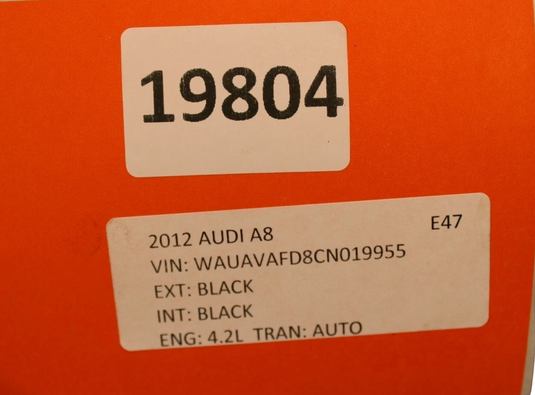 19804
2012 AUDI A8 E47
VIN: WAUAVAFD8CN019955
EXT: BLACK
INT: BLACK
ENG: 4.2L TRAN: AUTO